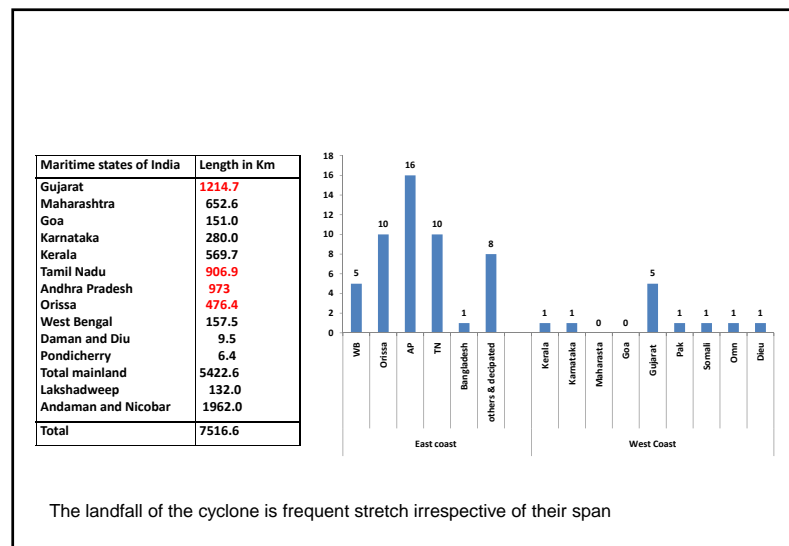 Maritime states of India Length in Km
Gujarat 1214.7
Maharashtra 652.6
Goa 151.0
Karnataka 280.0
Kerala 569.7
Tamil Nadu 906.9
Andhra Pradesh 973
Orissa 476.4
West Bengal 157.5
Daman and Diu 9.5
Pondicherry 6.4
Total mainland 5422.6
Lakshadweep 132.0
Andaman and Nicobar 1962.0
Total 7516.6
18
16
14
12
10
8
6
4
2
0
5
10
16
10
1
8
1
1
0
0
5
1
1
1
1
WB
Orissa
AP
TN
Bangladesh
others & decipated
Kerala
Karnataka
Maharasta
Goa
Gujarat
Pak
Somali
Omn
Dieu
East coast
West Coast
The landfall of the cyclone is frequent stretch irrespective of their span